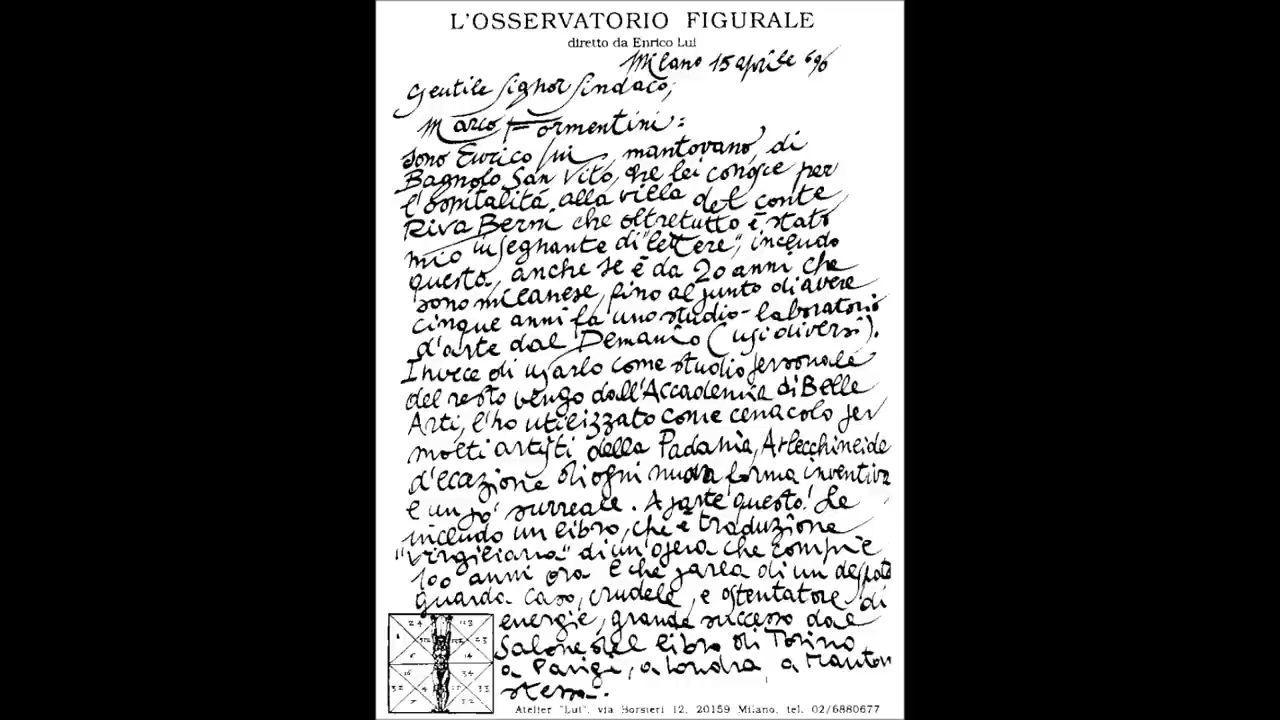 L'OSSERVATORIO FIGURALE
diretto da Enrico Lui
Milano 15 aprile '96
Gentile Signor Sindaco,
Marco Formentini:
sono Enrico Lui, mantovano, di
Bagnolo San Vito, che lei conosce per
l'ospitalità alla villa del conte
Riva Berni che oltretutto è stato
mio insegnante di "lettere", includo
questo, anche se è da 20 anni che
sono milanese, fino al punto di avere
cinque anni fa uno studio-laboratorio
d'arte dal Demanio (usi diversi).
Invece di usarlo come studio personale
del resto vengo dall'Accademia di Belle
Arti, l'ho utilizzato come cenacolo per
molti artisti della Padania,
d' di ogni nuova forma inventiva
e un po' surreale. A parte questo! Le
includo un libro, che è traduzione
"virgiliana" di un'opera che compie
100 anni ora e che parla di un despota
guarda caso, crudele, e ostentatore di
energie, grande successo dal
Salone del libro di Torino
a Parigi, a Londra, a Mantova
stessa.
Atelier "Lui", via Borsieri 12, 20159 Milano, tel. 02/6880677